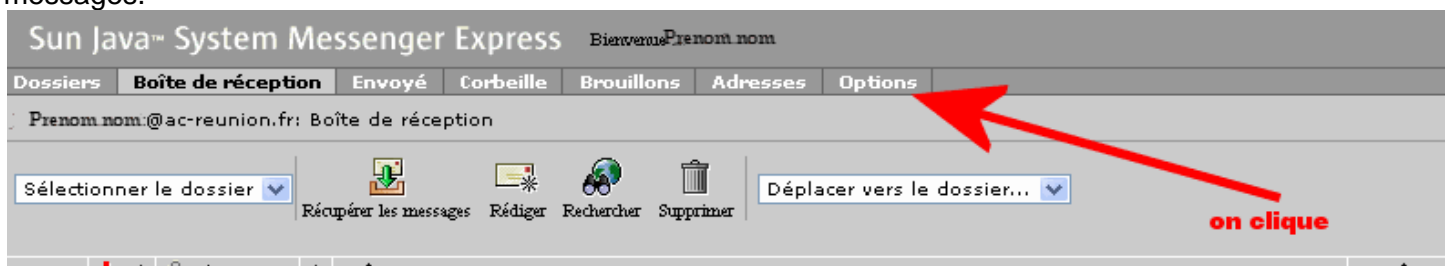 messages.
Sun Java™ System Messenger Express BienvenuePrenom nom
Dossiers Boîte de réception Envoyé Corbeille Brouillons Adresses Options
Prenom nom:@ac-reunion.fr: Boîte de réception
Sélectionner le dossier Déplacer vers le dossier...
Récupérer les messages Rédiger Rechercher Supprimer
on clique